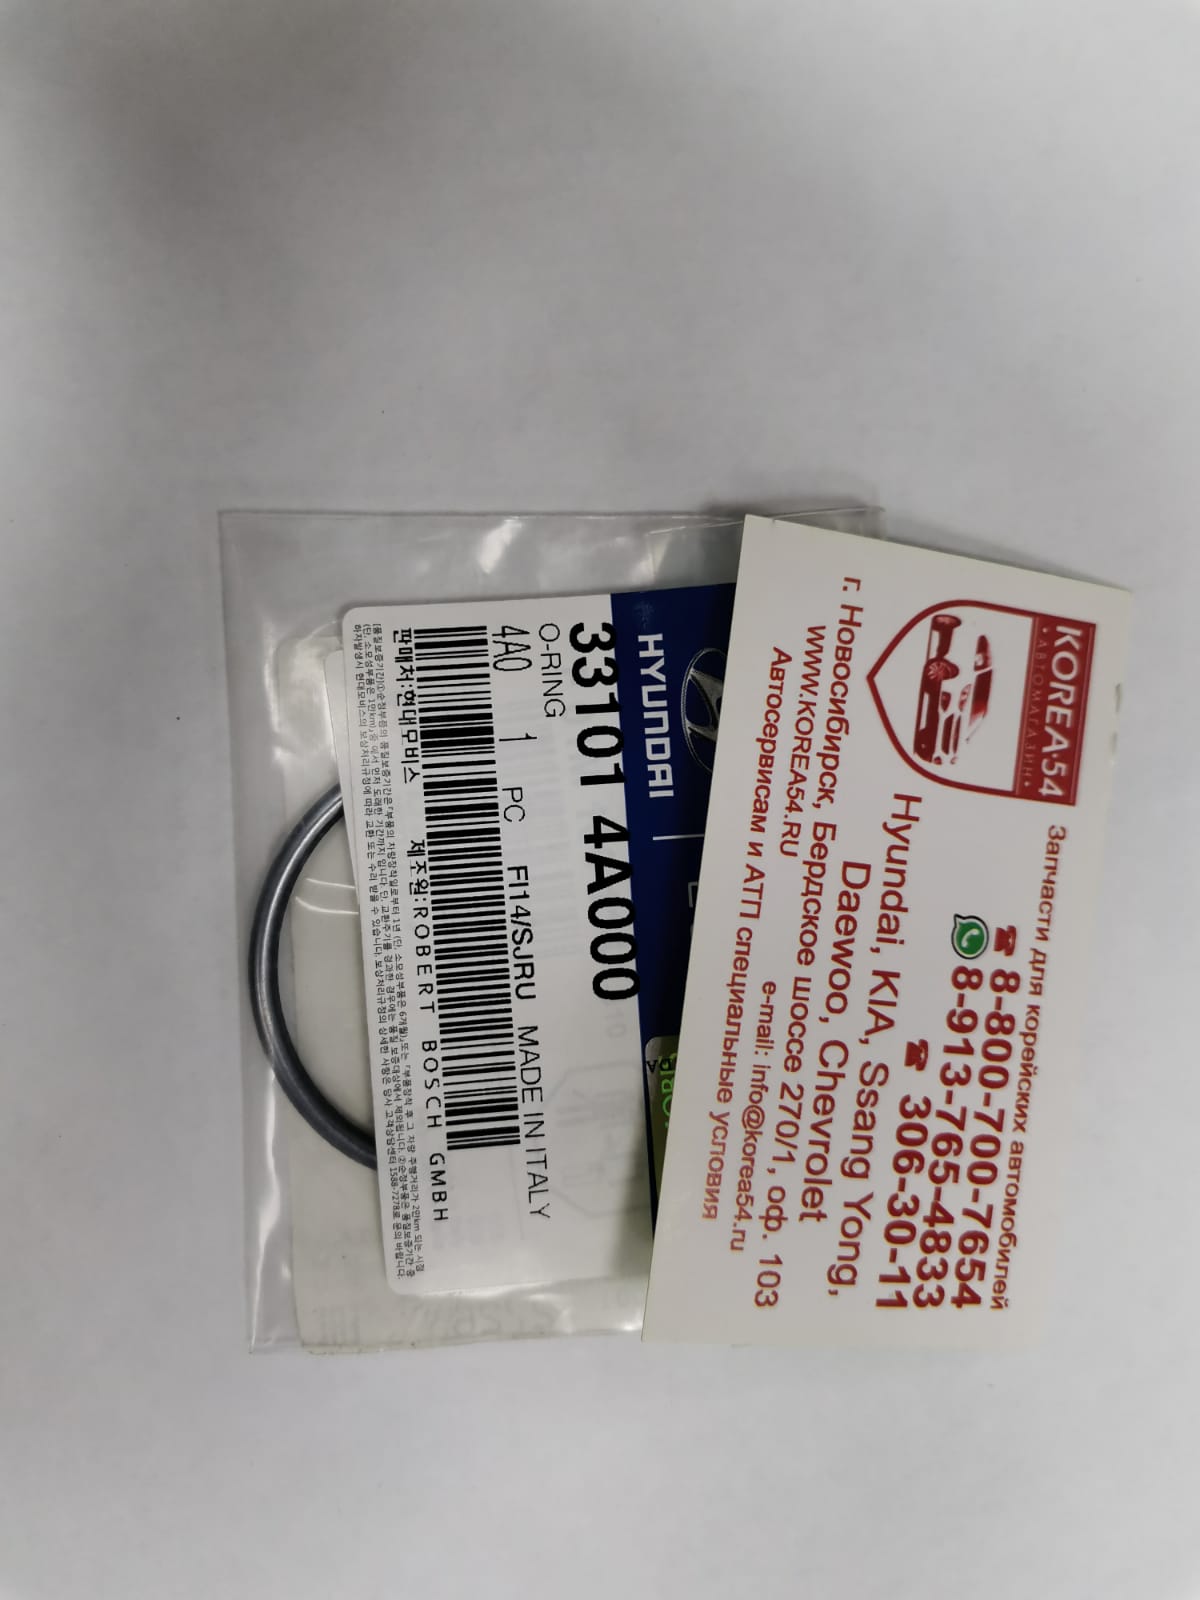 KOREA54
• АВТОМАГАЗИН •
Запчасти для корейских автомобилей
8-800-700-7654
8-913-765-4833
306-30-11
Hyundai, KIA, Ssang Yong,
Daewoo, Chevrolet
г. Новосибирск, Бердское шоссе 270/1, оф. 103
www.KOREA54.RU
e-mail: info@korea54.ru
Автосервисам и АТП специальные условия
HYUNDAI
33101 4A000
O-RING
4A0 1 PC FI14/SJRU MADE IN ITALY
판매처:현대모비스 제조원:ROBERT BOSCH GMBH